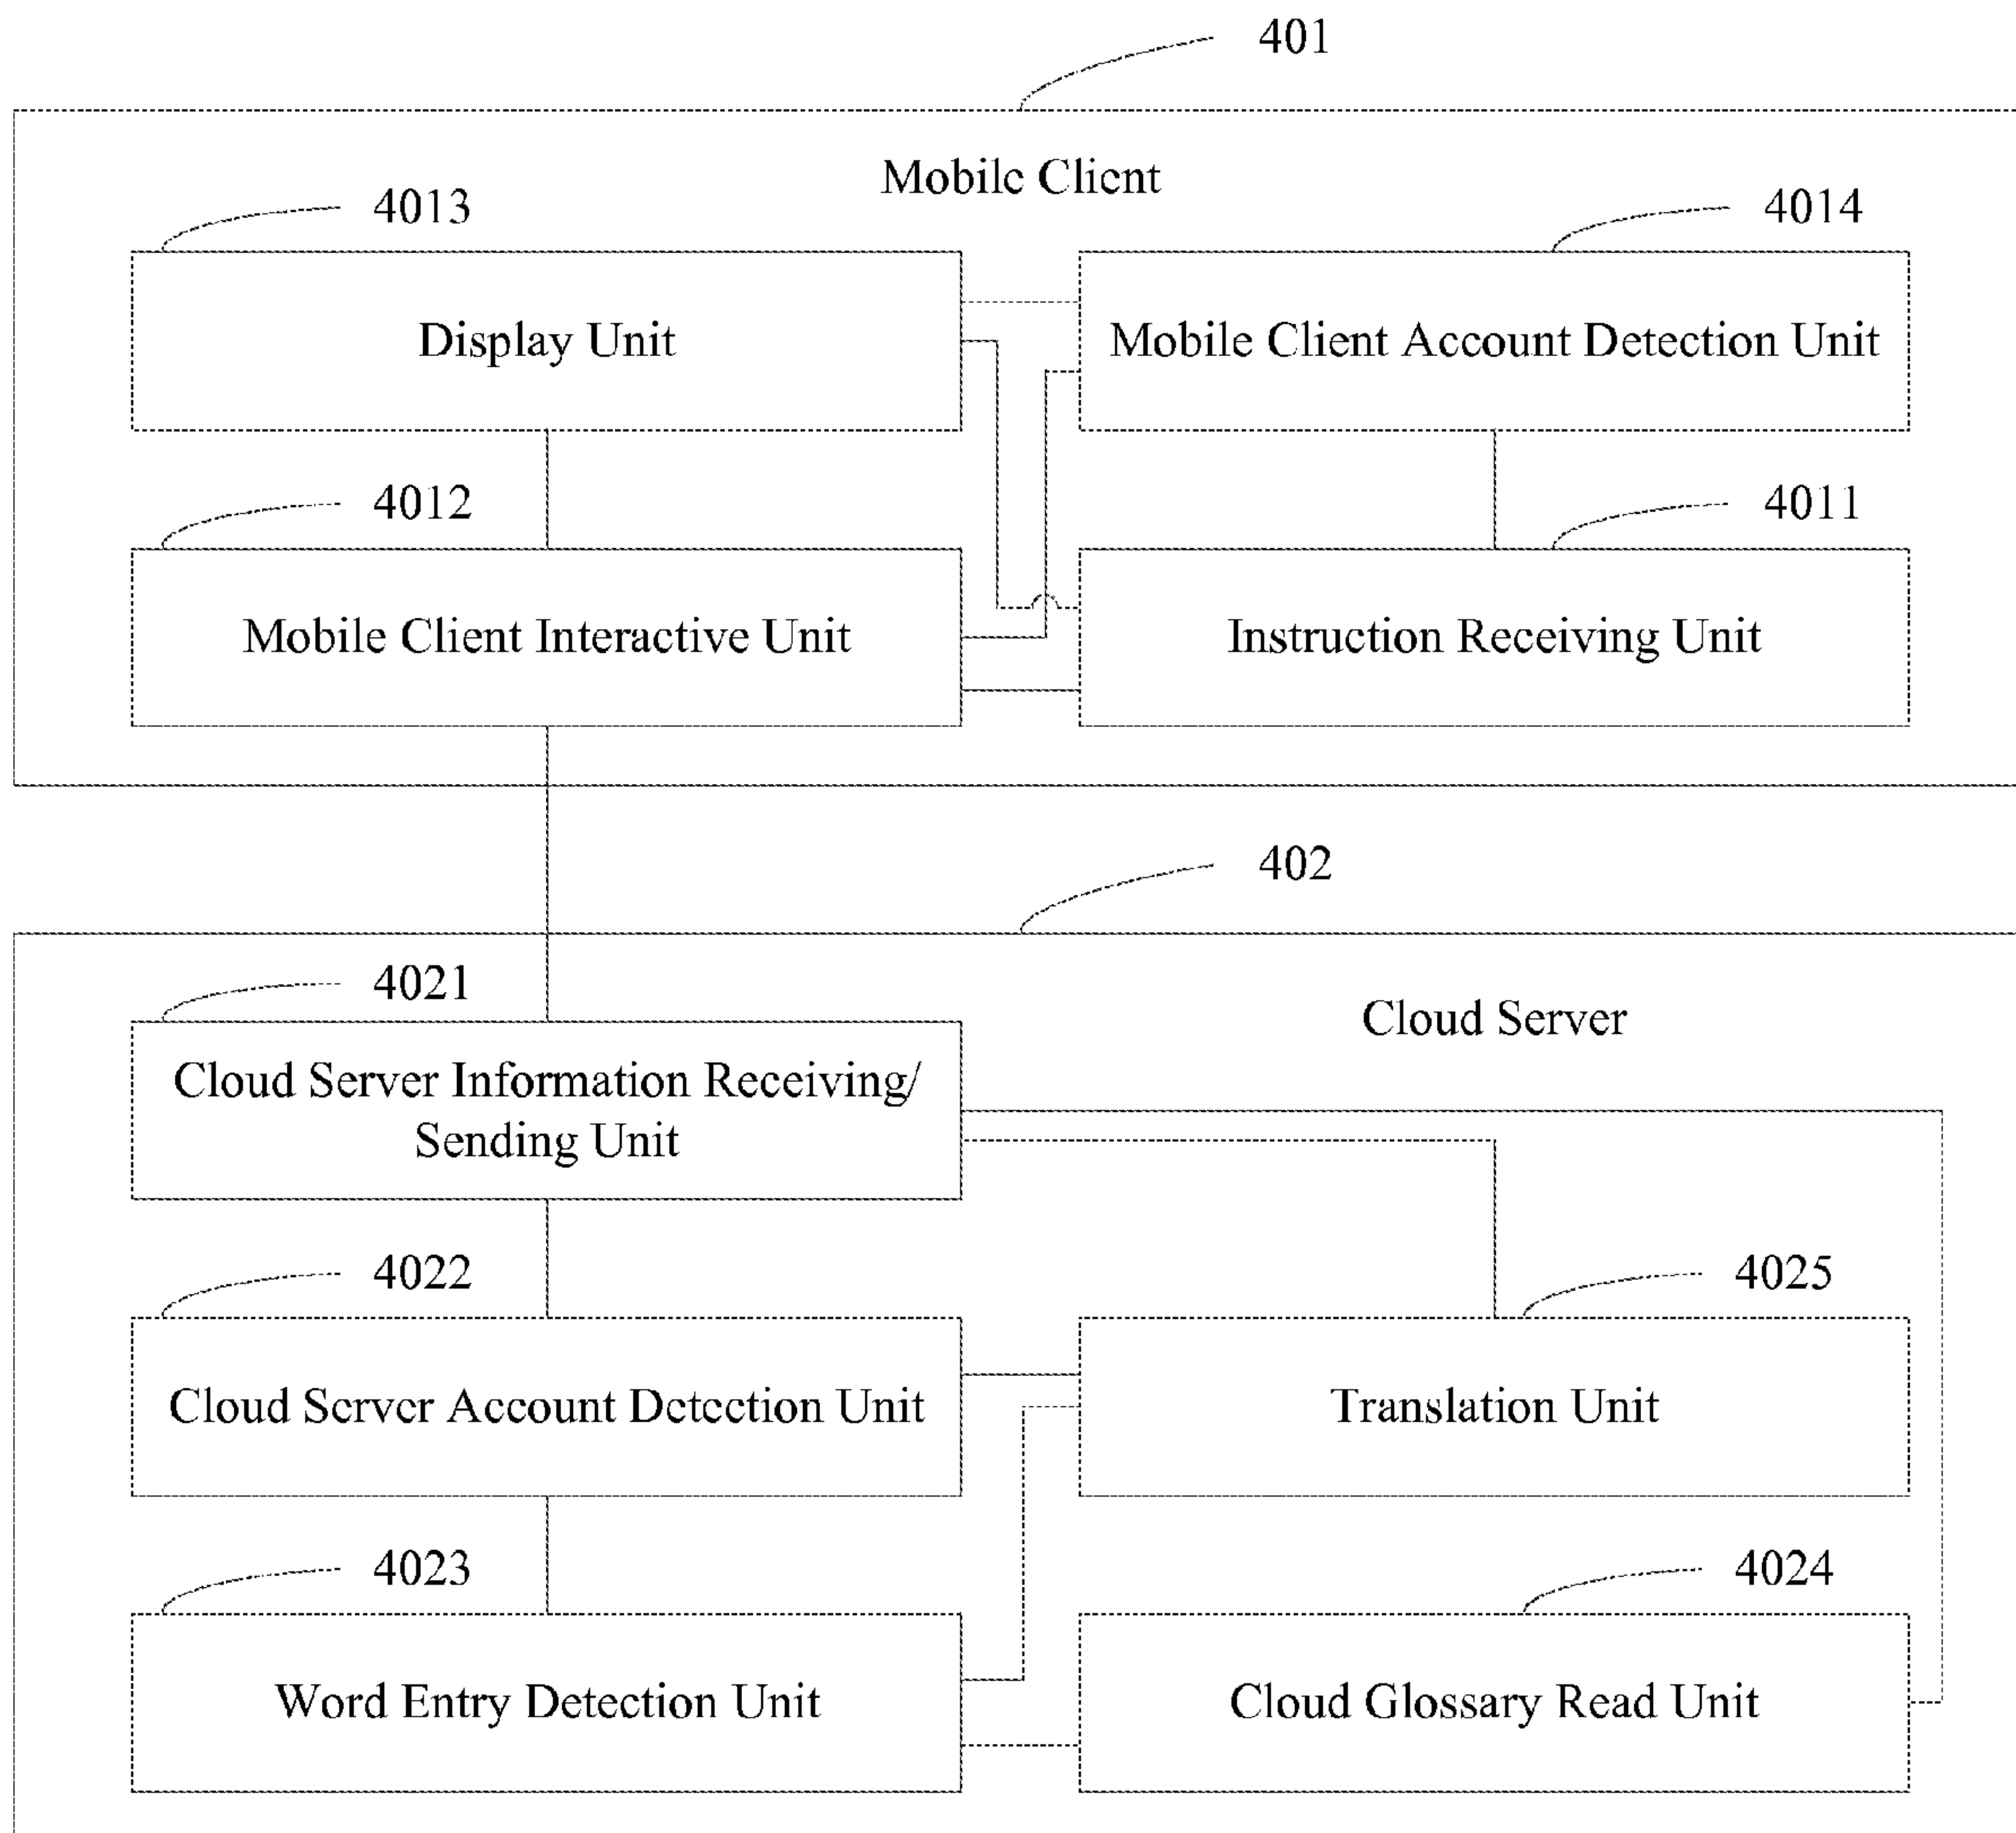 401
Mobile Client
4013
4014
Display Unit
Mobile Client Account Detection Unit
4012
4011
Mobile Client Interactive Unit
Instruction Receiving Unit
402
4021
Cloud Server
Cloud Server Information Receiving/
Sending Unit
4022
4025
Cloud Server Account Detection Unit
Translation Unit
4023
4024
Word Entry Detection Unit
Cloud Glossary Read Unit